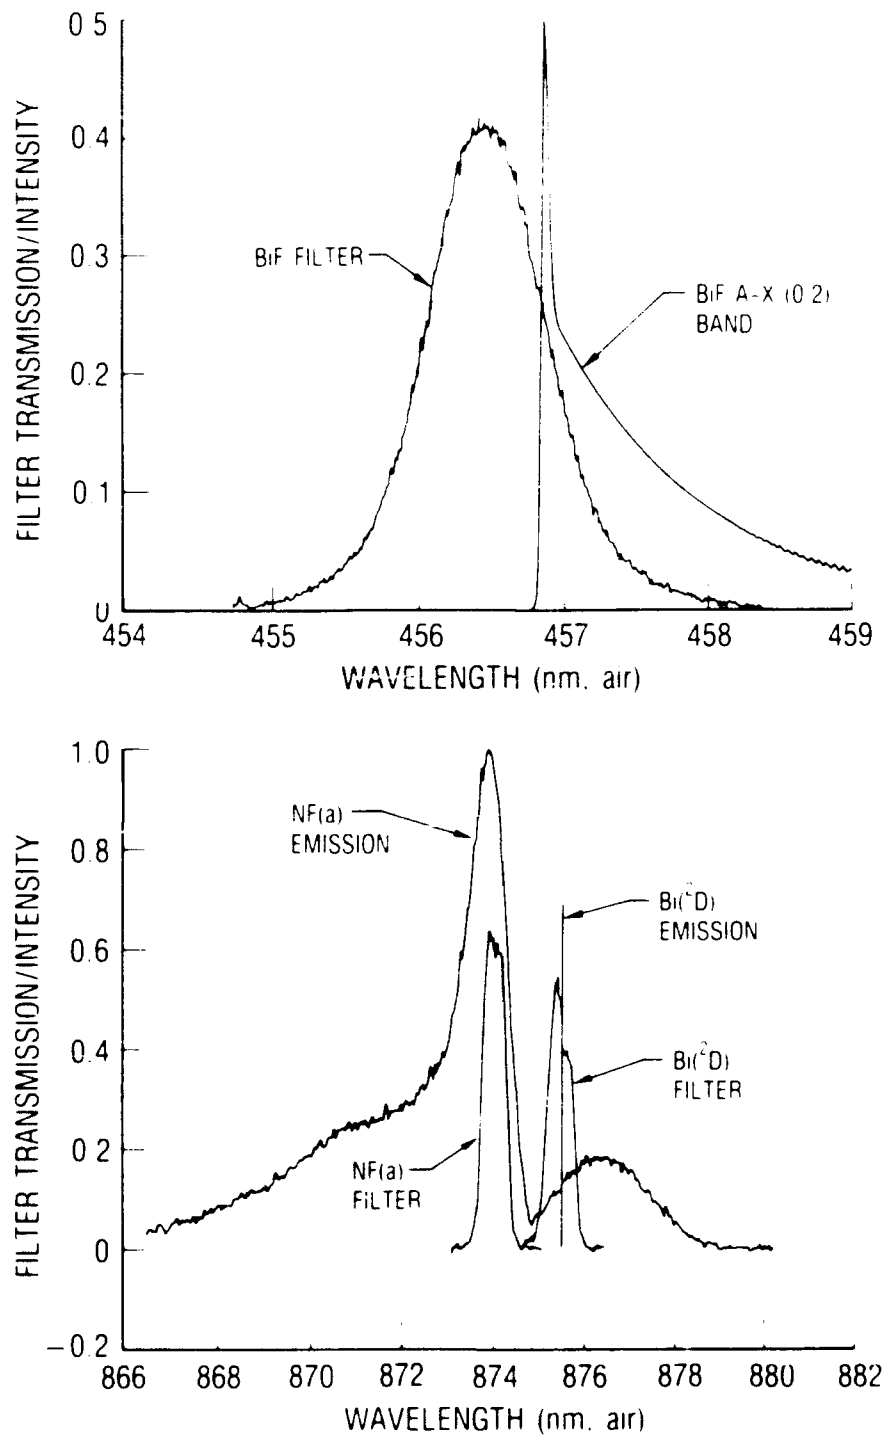 FILTER TRANSMISSION/INTENSITY
0 5
0.4
0.3
0.2
0.1
0
BiF FILTER
BiF A-X (0 2)
BAND
454 455 456 457 458 459
WAVELENGTH (nm. air)
FILTER TRANSMISSION/INTENSITY
1.0
0.8
0.6
0.4
0 2
0
-0.2
NF(a)
EMISSION
Bi(²D)
EMISSION
Bi(²D)
FILTER
NF(a)
FILTER
866 868 870 872 874 876 878 880 882
WAVELENGTH (nm. air)